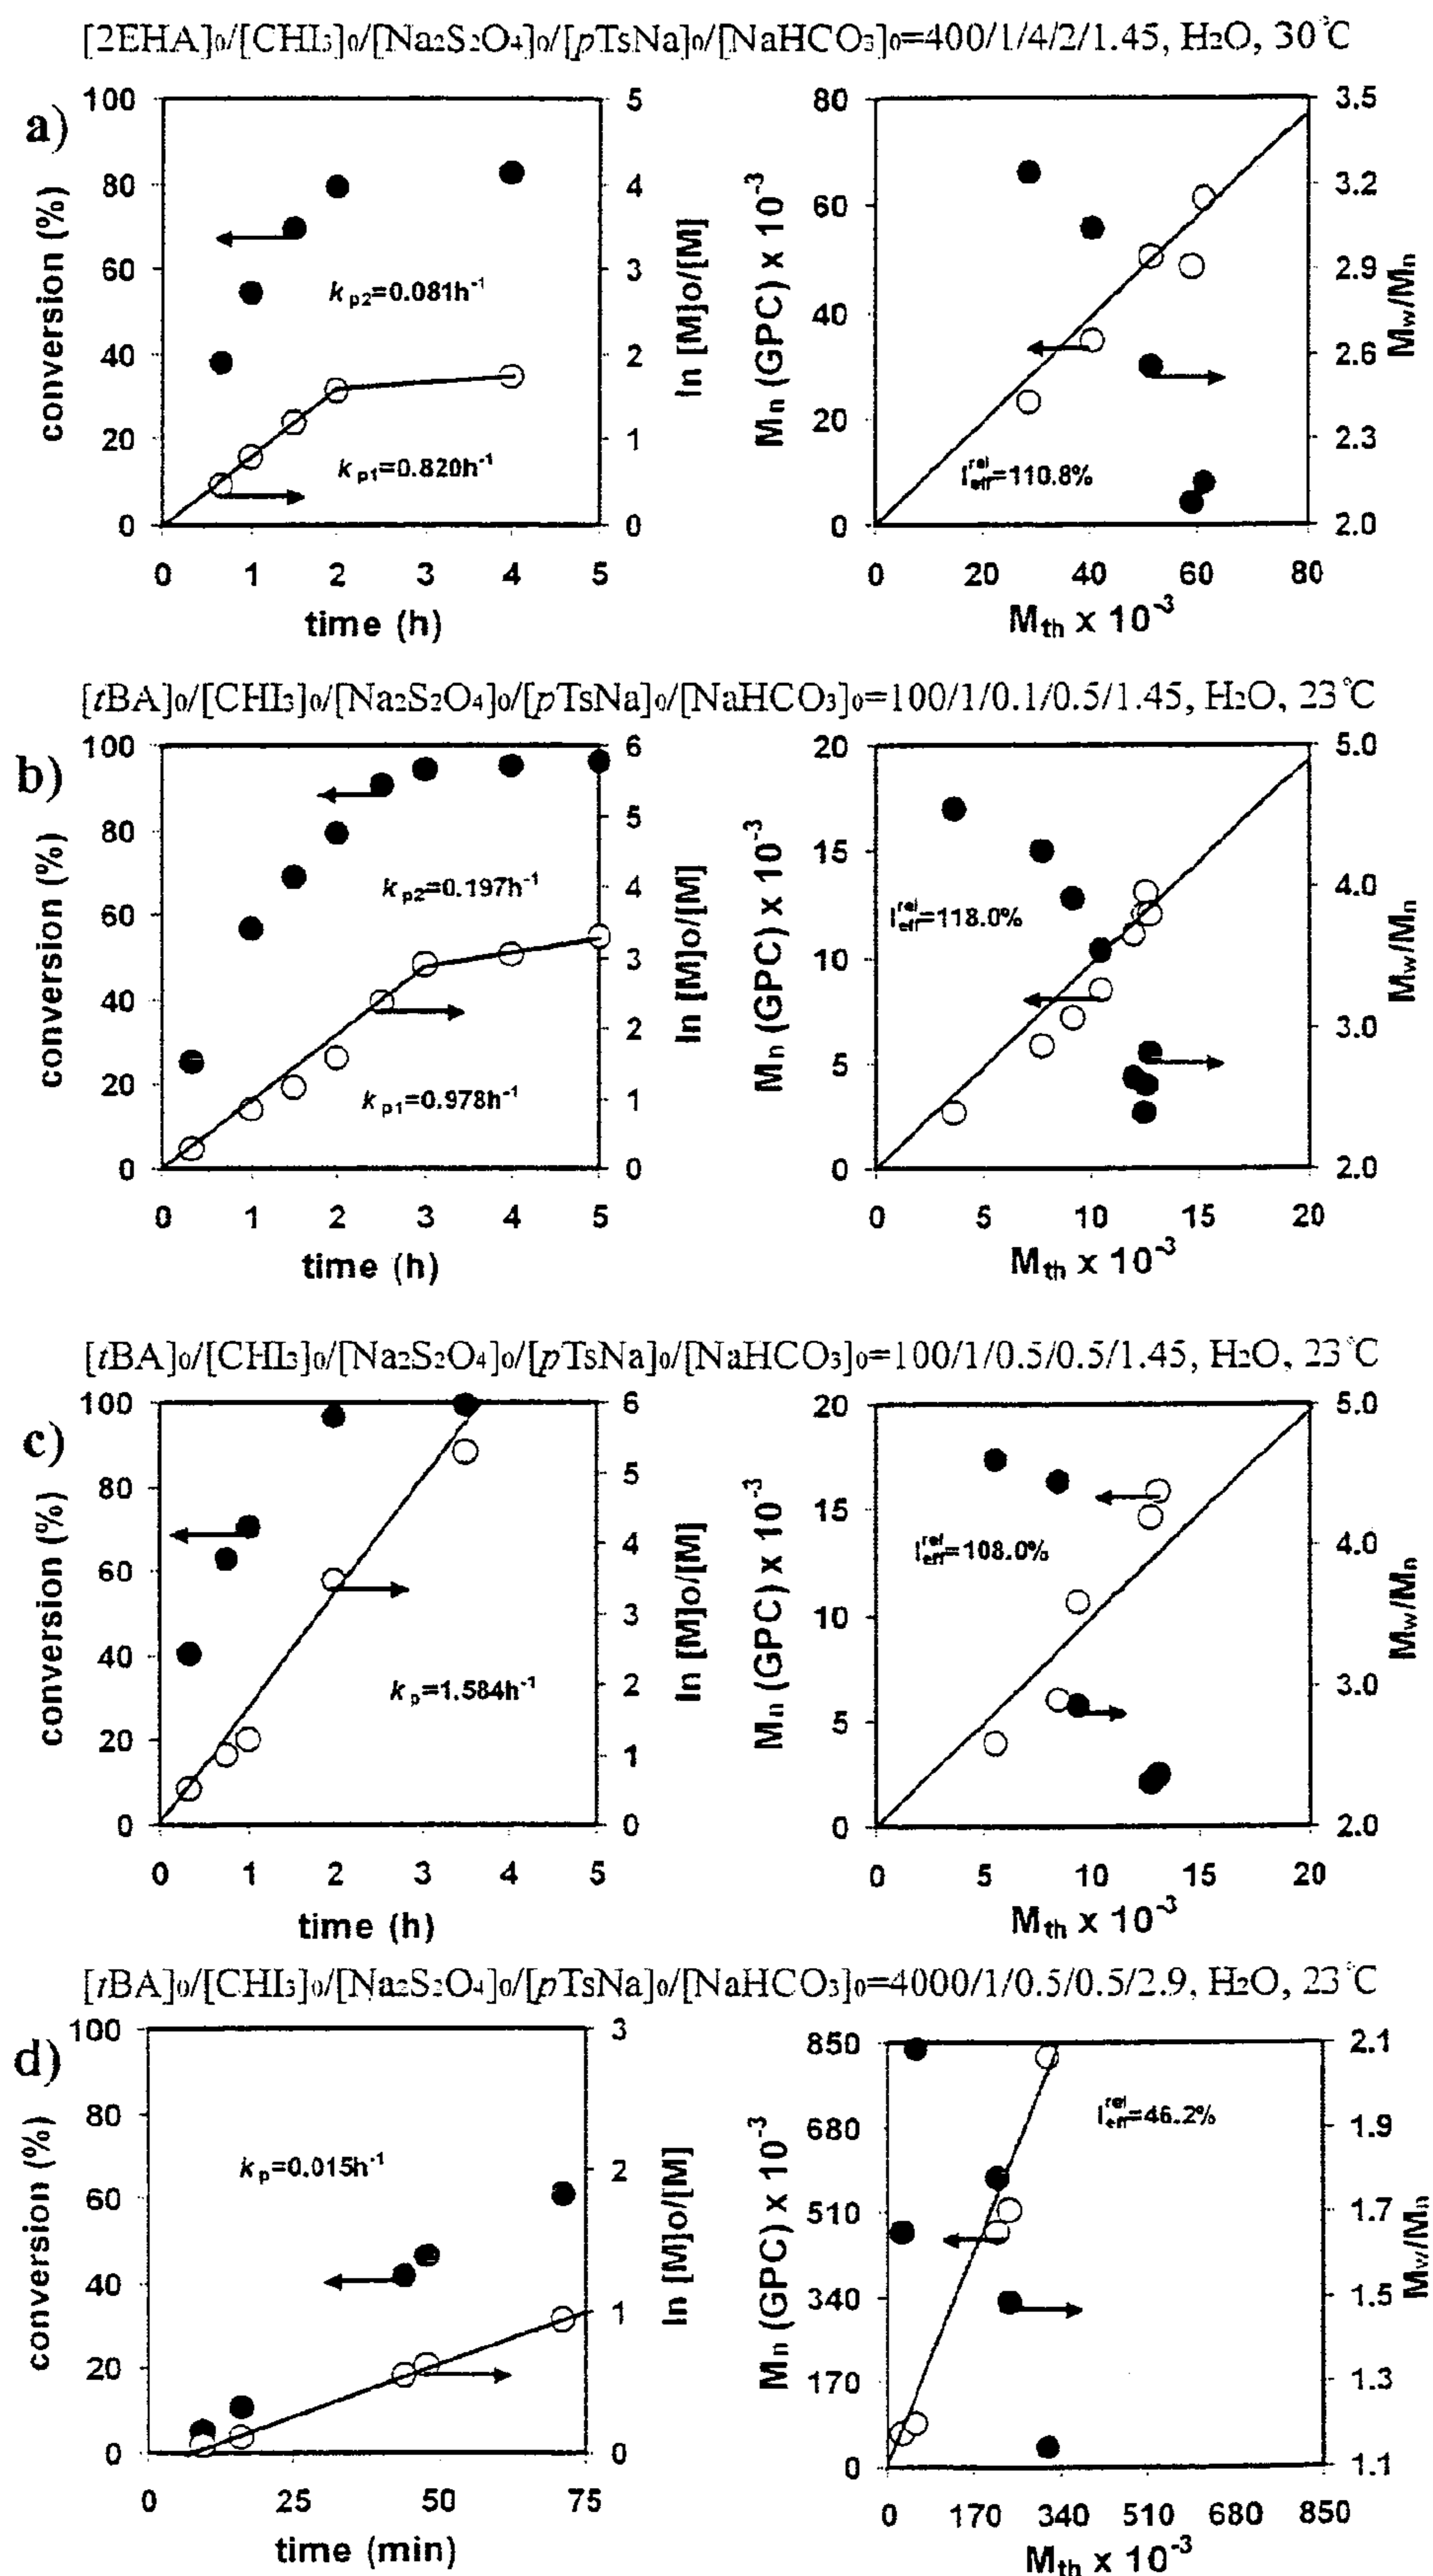 [2EHA]₀/[CHI₃]₀/[Na₂S₂O₄]₀/[pTsNa]₀/[NaHCO₃]₀=400/1/4/2/1.45, H₂O, 30°C
a)
conversion (%)
100
80
60
40
20
0
0 1 2 3 4 5
time (h)
5
4
3
2
1
0
ln [M]o/[M]
k p2=0.081h⁻¹
k p1=0.820h⁻¹
Mn (GPC) x 10⁻³
80
60
40
20
0
0 20 40 60 80
Mth x 10⁻³
3.5
3.2
2.9
2.6
2.3
2.0
Mw/Mn
I rel eff=110.8%
[tBA]₀/[CHI₃]₀/[Na₂S₂O₄]₀/[pTsNa]₀/[NaHCO₃]₀=100/1/0.1/0.5/1.45, H₂O, 23°C
b)
conversion (%)
100
80
60
40
20
0
0 1 2 3 4 5
time (h)
6
5
4
3
2
1
0
ln [M]o/[M]
k p2=0.197h⁻¹
k p1=0.978h⁻¹
Mn (GPC) x 10⁻³
20
15
10
5
0
0 5 10 15 20
Mth x 10⁻³
5.0
4.0
3.0
2.0
Mw/Mn
I rel eff=118.0%
[tBA]₀/[CHI₃]₀/[Na₂S₂O₄]₀/[pTsNa]₀/[NaHCO₃]₀=100/1/0.5/0.5/1.45, H₂O, 23°C
c)
conversion (%)
100
80
60
40
20
0
0 1 2 3 4 5
time (h)
6
5
4
3
2
1
0
ln [M]o/[M]
k p=1.584h⁻¹
Mn (GPC) x 10⁻³
20
15
10
5
0
0 5 10 15 20
Mth x 10⁻³
5.0
4.0
3.0
2.0
Mw/Mn
I rel eff=108.0%
[tBA]₀/[CHI₃]₀/[Na₂S₂O₄]₀/[pTsNa]₀/[NaHCO₃]₀=4000/1/0.5/0.5/2.9, H₂O, 23°C
d)
conversion (%)
100
80
60
40
20
0
0 25 50 75
time (min)
3
2
1
0
ln [M]o/[M]
k p=0.015h⁻¹
Mn (GPC) x 10⁻³
850
680
510
340
170
0
0 170 340 510 680 850
Mth x 10⁻³
2.1
1.9
1.7
1.5
1.3
1.1
Mw/Mn
I rel eff=46.2%